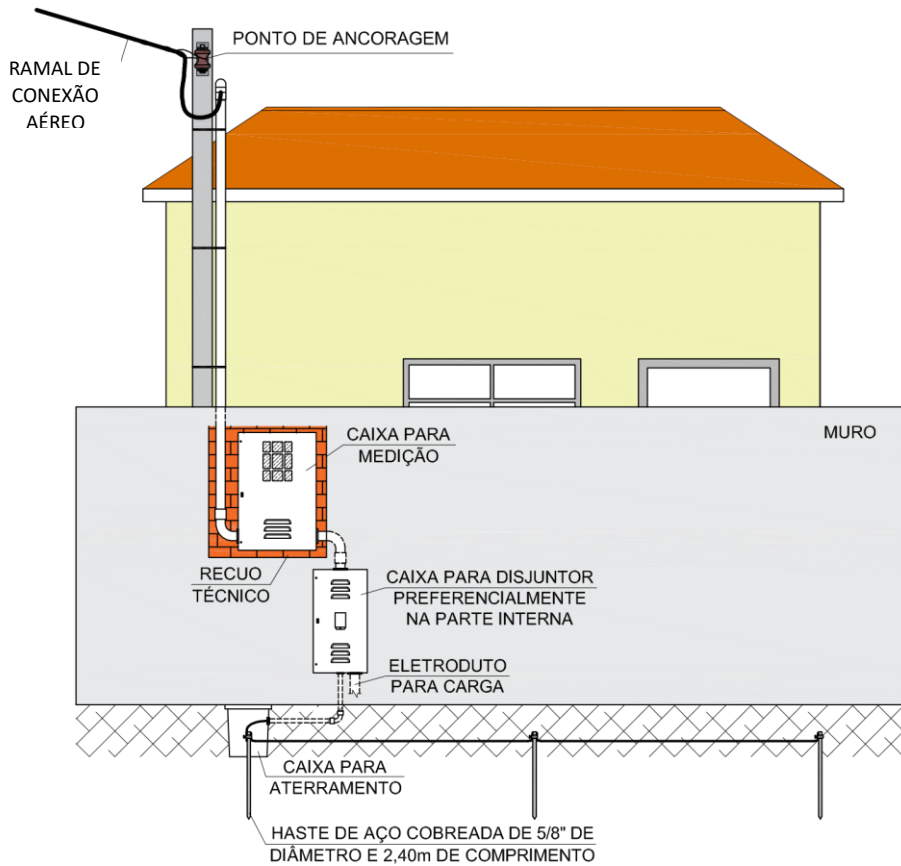 PONTO DE ANCORAGEM
RAMAL DE
CONEXÃO
AÉREO
MURO
CAIXA PARA
MEDIÇÃO
RECUO
TÉCNICO
CAIXA PARA DISJUNTOR
PREFERENCIALMENTE
NA PARTE INTERNA
ELETRODUTO
PARA CARGA
CAIXA PARA
ATERRAMENTO
HASTE DE AÇO COBREADA DE 5/8" DE
DIÂMETRO E 2,40m DE COMPRIMENTO